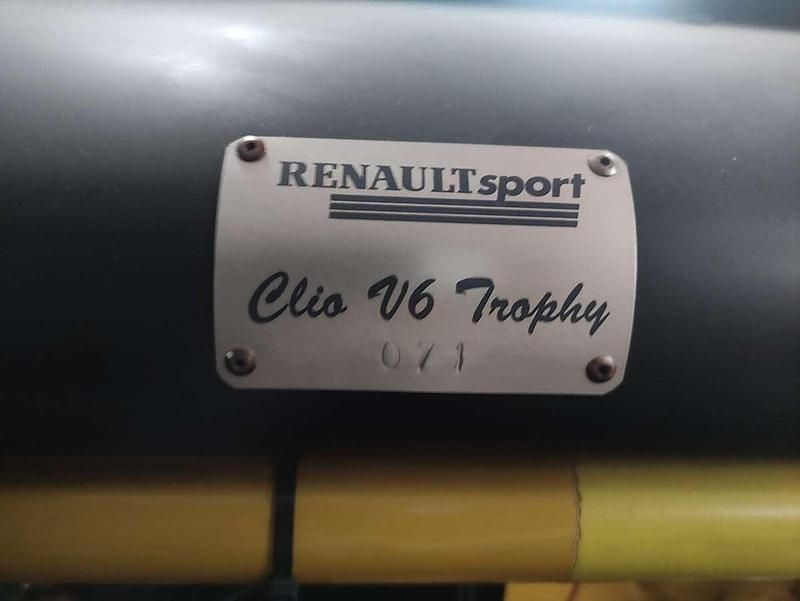 RENAULTsport
Clio V6 Trophy
071